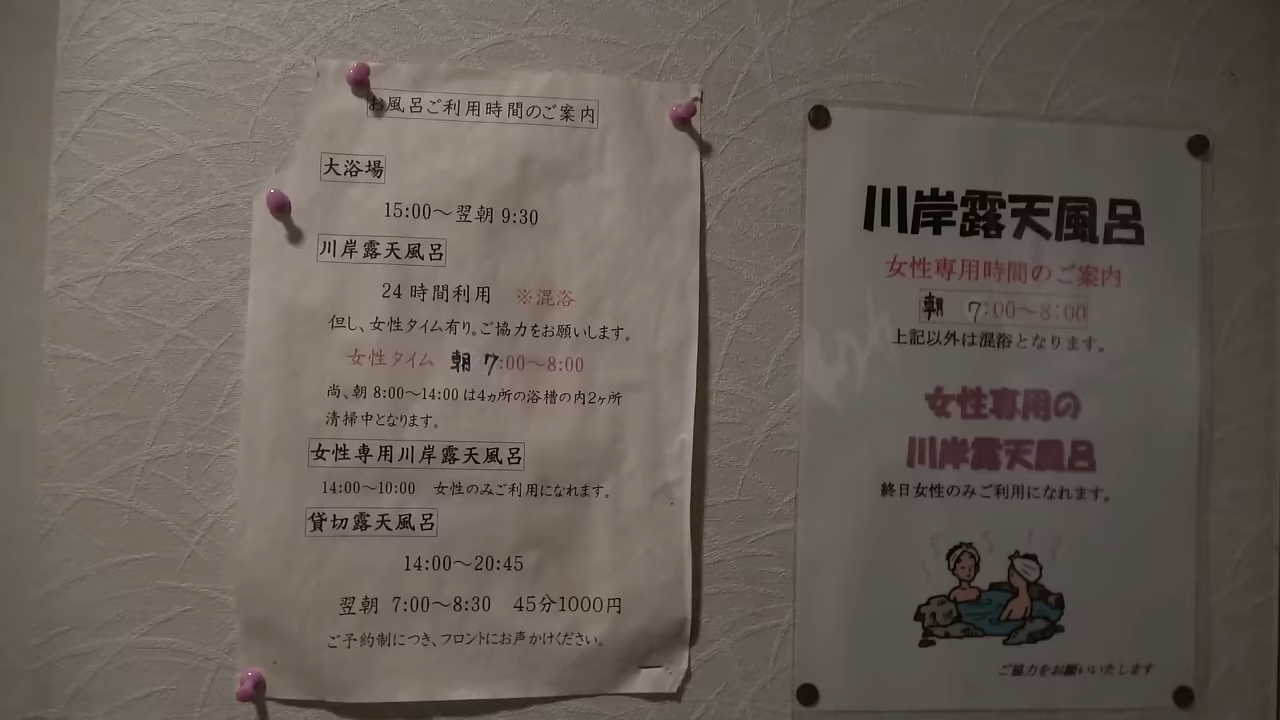 お風呂ご利用時間のご案内
大浴場
15:00～翌朝 9:30
川岸露天風呂
24 時間利用 ※混浴
但し、女性タイム有り。ご協力をお願いします。
女性タイム 朝 7:00～8:00
尚、朝 8:00～14:00 は4ヵ所の浴槽の内2ヶ所
清掃中となります。
女性専用川岸露天風呂
14:00～10:00 女性のみご利用になれます。
貸切露天風呂
14:00～20:45
翌朝 7:00～8:30 45分1000円
ご予約制につき、フロントにお声かけください。
川岸露天風呂
女性専用時間のご案内
朝 7:00～8:00
上記以外は混浴となります。
女性専用の
川岸露天風呂
終日女性のみご利用になれます。
ご協力をお願いいたします